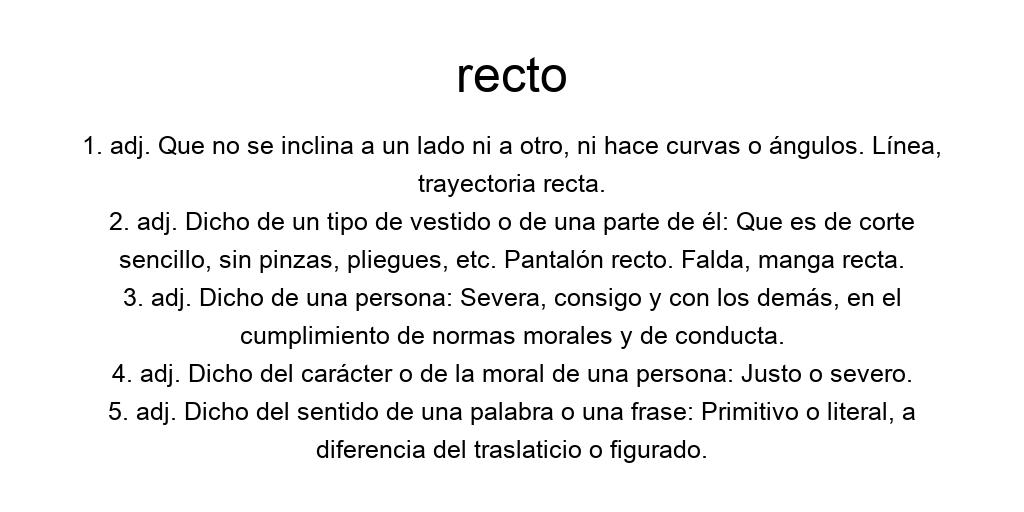 recto
1. adj. Que no se inclina a un lado ni a otro, ni hace curvas o ángulos. Línea,
trayectoria recta.
2. adj. Dicho de un tipo de vestido o de una parte de él: Que es de corte
sencillo, sin pinzas, pliegues, etc. Pantalón recto. Falda, manga recta.
3. adj. Dicho de una persona: Severa, consigo y con los demás, en el
cumplimiento de normas morales y de conducta.
4. adj. Dicho del carácter o de la moral de una persona: Justo o severo.
5. adj. Dicho del sentido de una palabra o una frase: Primitivo o literal, a
diferencia del traslaticio o figurado.